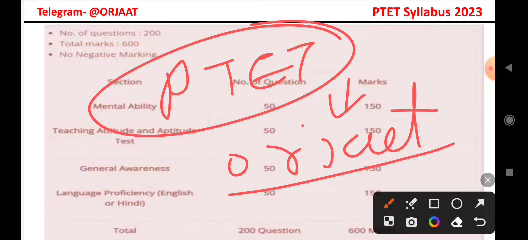 Telegram- @ORJAAT
PTET Syllabus 2023
No. of questions : 200
Total marks : 600
No Negative Marking
Section No. of Question Marks
Mental Ability 50 150
Teaching Attitude and Aptitude Test 50 150
General Awareness 50 150
Language Proficiency (English or Hindi) 50
Total 200 Question 600
PTET
orjaat